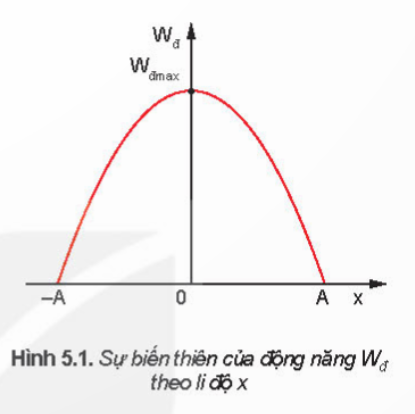 Wđ
Wđmax
–A
0
A
x
Hình 5.1. Sự biến thiên của động năng Wđ
theo li độ x